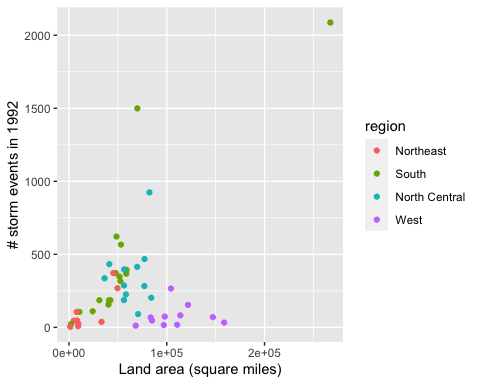 2000
1500
1000
500
0
# storm events in 1992
0e+00
1e+05
2e+05
Land area (square miles)
region
Northeast
South
North Central
West